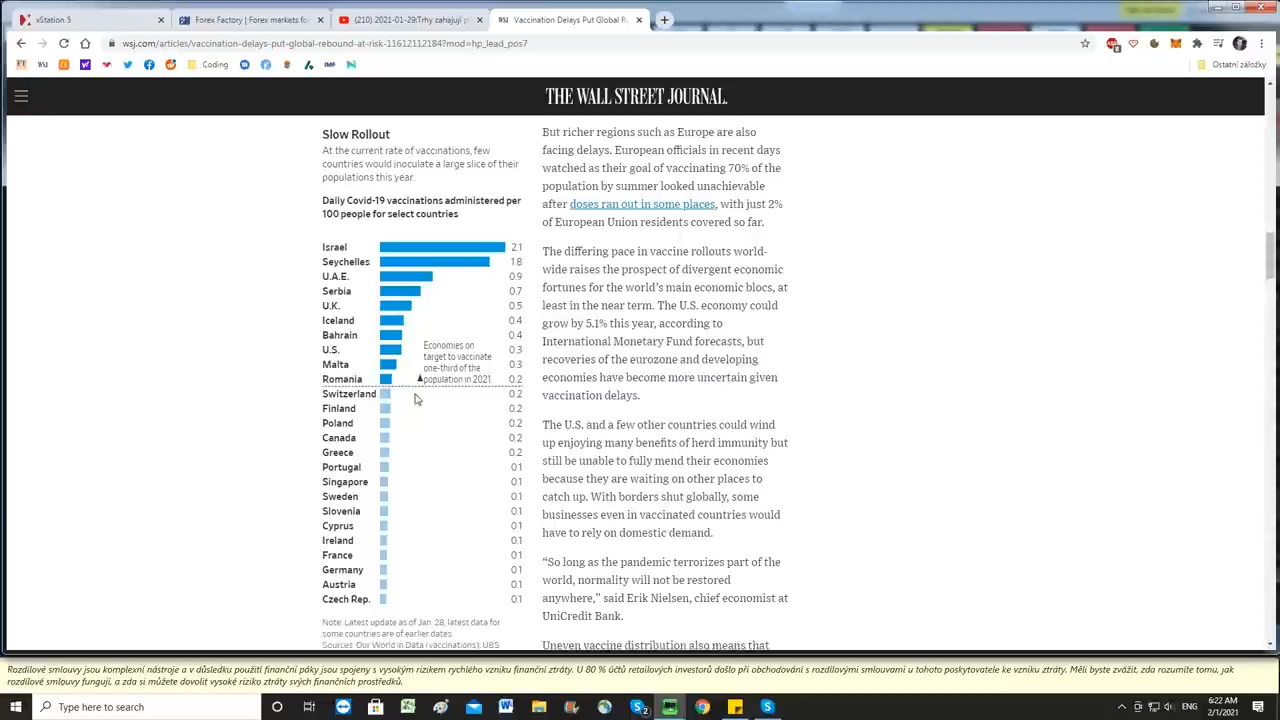 xStation 5
Forex Factory | Forex markets for
(210) 2021-01-29:Trhy zahajují p
Vaccination Delays Put Global Re
wsj.com/articles/vaccination-delays-put-global-rebound-at-risk-11612112184?mod=hp_lead_pos7
Coding
IMF
Ostatní záložky
THE WALL STREET JOURNAL.
Slow Rollout
At the current rate of vaccinations, few
countries would inoculate a large slice of their
populations this year.
Daily Covid-19 vaccinations administered per
100 people for select countries
Israel 2.1
Seychelles 1.8
U.A.E. 0.9
Serbia 0.7
U.K. 0.5
Iceland 0.4
Bahrain 0.4
U.S. 0.3
Malta 0.3
Romania 0.2
Economies on
target to vaccinate
one-third of the
population in 2021
Switzerland 0.2
Finland 0.2
Poland 0.2
Canada 0.2
Greece 0.2
Portugal 0.1
Singapore 0.1
Sweden 0.1
Slovenia 0.1
Cyprus 0.1
Ireland 0.1
France 0.1
Germany 0.1
Austria 0.1
Czech Rep. 0.1
Note: Latest update as of Jan. 28, latest data for
some countries are of earlier dates
Sources: Our World in Data (vaccinations); UBS
But richer regions such as Europe are also
facing delays. European officials in recent days
watched as their goal of vaccinating 70% of the
population by summer looked unachievable
after doses ran out in some places, with just 2%
of European Union residents covered so far.
The differing pace in vaccine rollouts world-
wide raises the prospect of divergent economic
fortunes for the world's main economic blocs, at
least in the near term. The U.S. economy could
grow by 5.1% this year, according to
International Monetary Fund forecasts, but
recoveries of the eurozone and developing
economies have become more uncertain given
vaccination delays.
The U.S. and a few other countries could wind
up enjoying many benefits of herd immunity but
still be unable to fully mend their economies
because they are waiting on other places to
catch up. With borders shut globally, some
businesses even in vaccinated countries would
have to rely on domestic demand.
“So long as the pandemic terrorizes part of the
world, normality will not be restored
anywhere,” said Erik Nielsen, chief economist at
UniCredit Bank.
Uneven vaccine distribution also means that
Rozdílové smlouvy jsou komplexní nástroje a v důsledku použití finanční páky jsou spojeny s vysokým rizikem rychlého vzniku finanční ztráty. U 80 % účtů retailových investorů došlo při obchodování s rozdílovými smlouvami u tohoto poskytovatele ke vzniku ztráty. Měli byste zvážit, zda rozumíte tomu, jak
rozdílové smlouvy fungují, a zda si můžete dovolit vysoké riziko ztráty svých finančních prostředků.
Type here to search
6:22 AM
2/1/2021